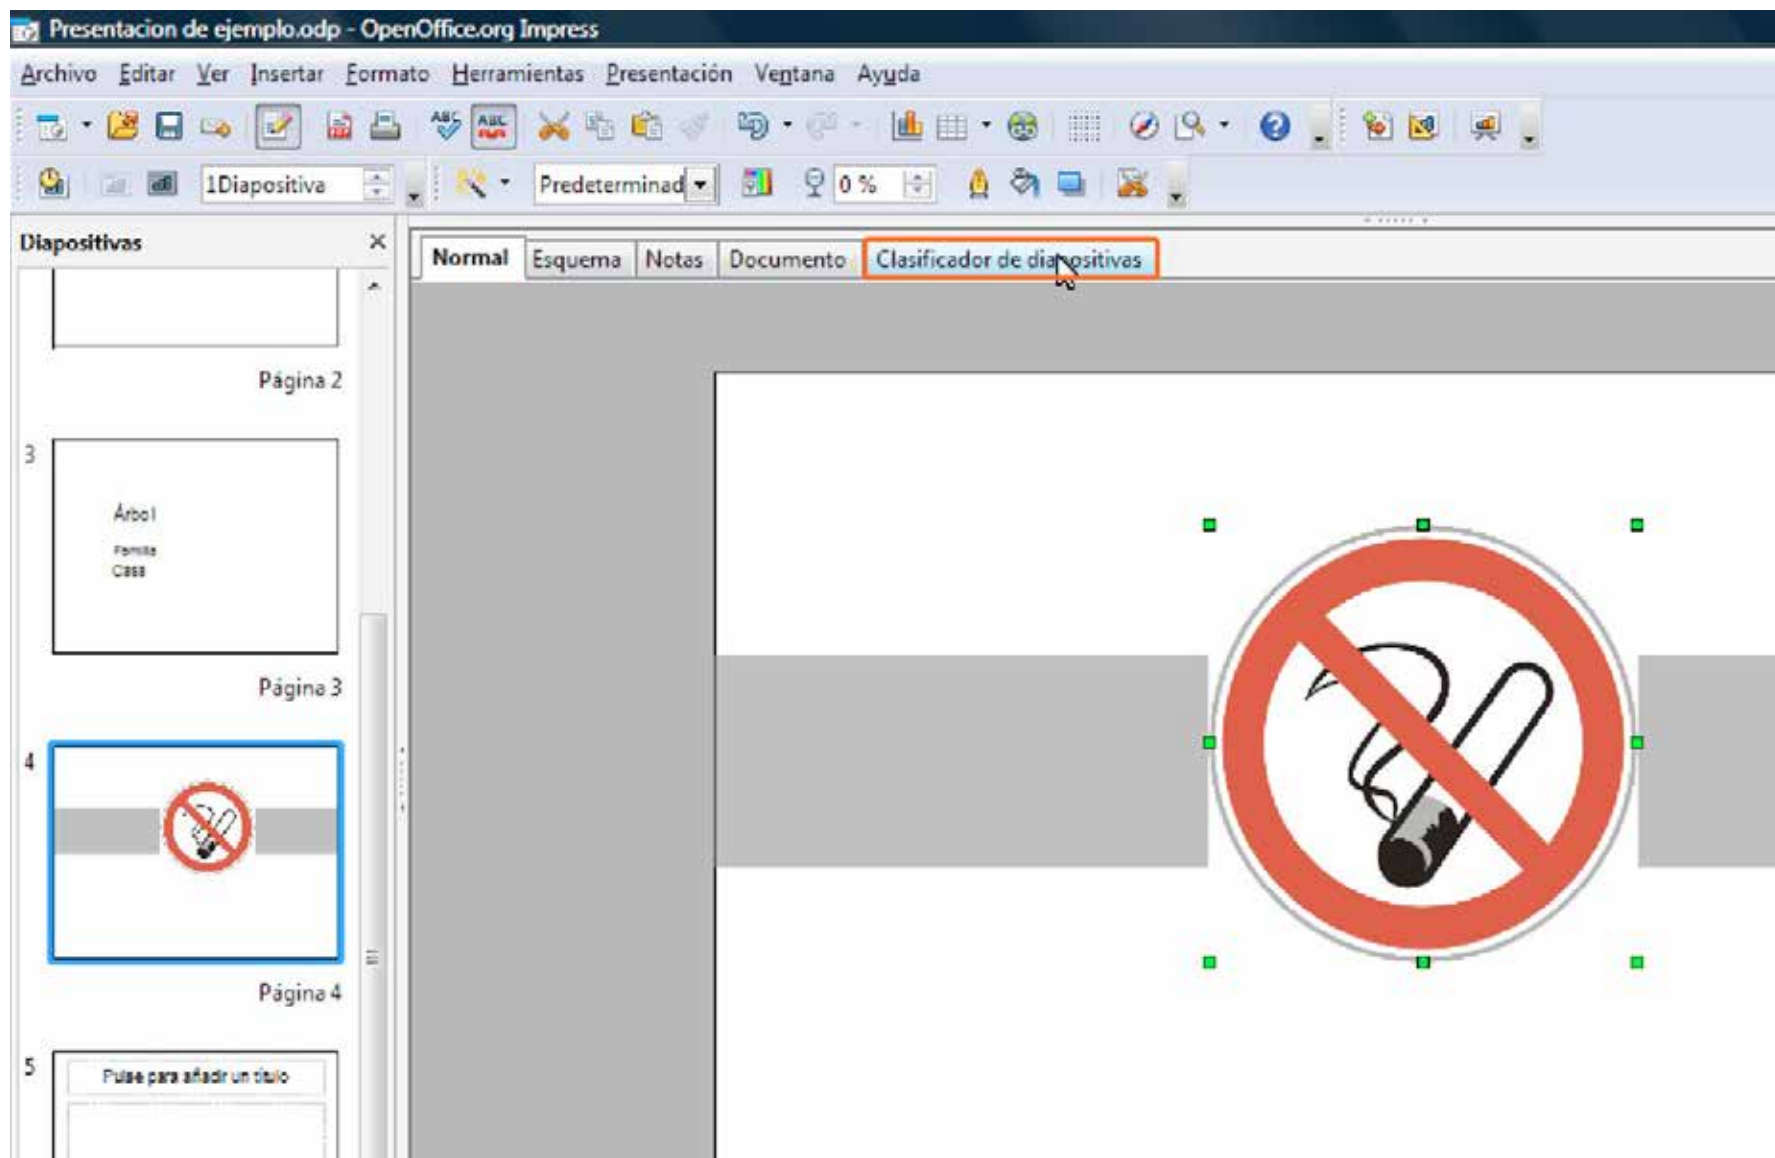 Presentacion de ejemplo.odp - OpenOffice.org Impress
Archivo Editar Ver Insertar Formato Herramientas Presentación Ventana Ayuda
ABC ABC
1Diapositiva Predeterminad 0 %
Diapositivas
Normal Esquema Notas Documento Clasificador de diapositivas
Página 2
3
Árbol
Familia
Casa
Página 3
4
Página 4
5
Pulse para añadir un título